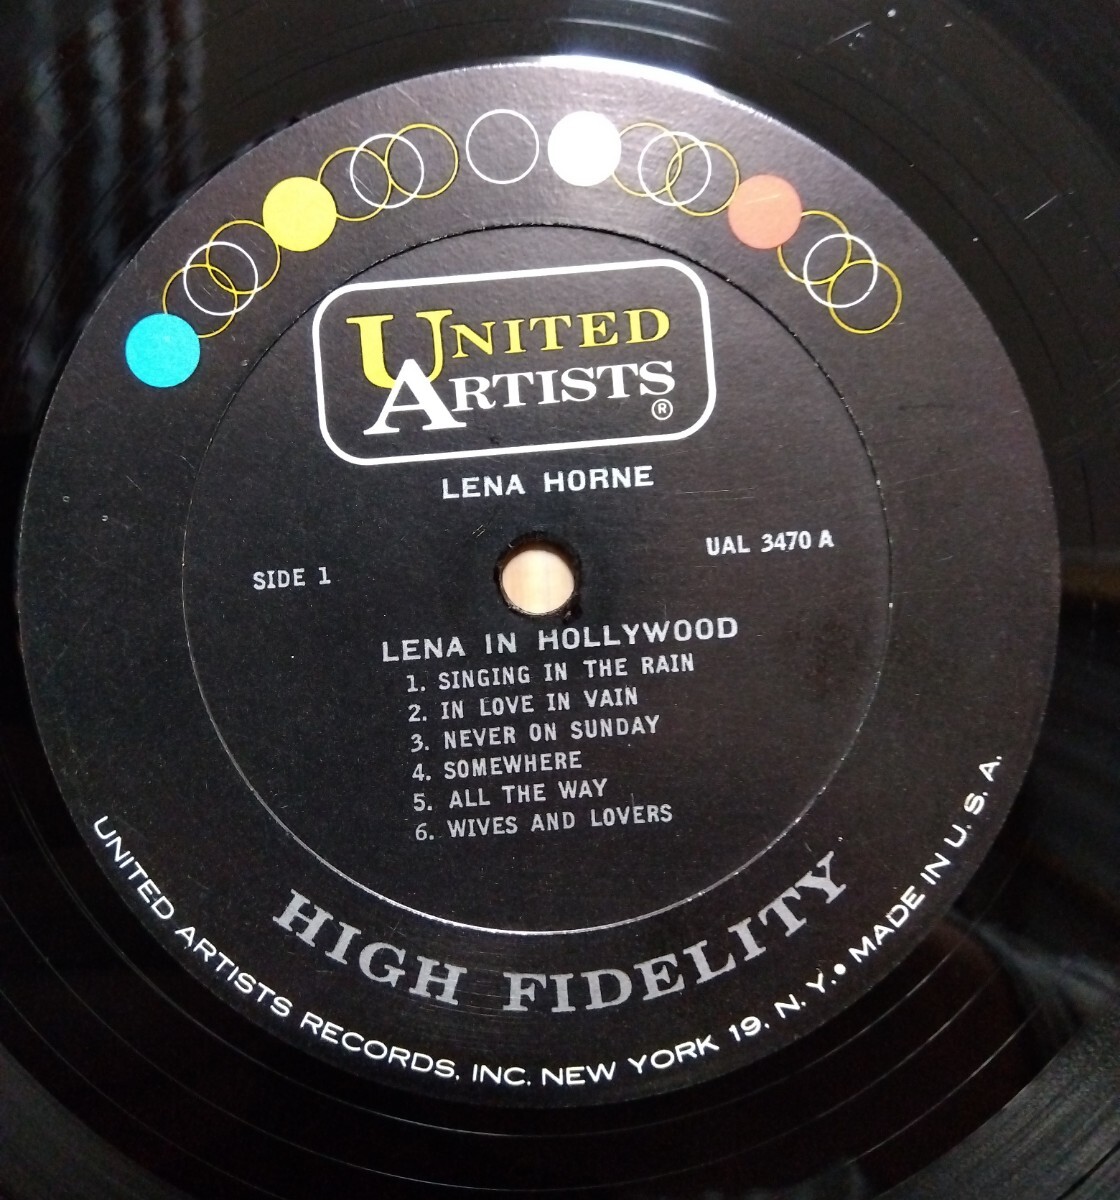 UNITED
ARTISTS
®
LENA HORNE
UAL 3470 A
SIDE 1
LENA IN HOLLYWOOD
1. SINGING IN THE RAIN
2. IN LOVE IN VAIN
3. NEVER ON SUNDAY
4. SOMEWHERE
5. ALL THE WAY
6. WIVES AND LOVERS
HIGH FIDELITY
UNITED ARTISTS RECORDS, INC. NEW YORK 19, N. Y. • MADE IN U. S. A.